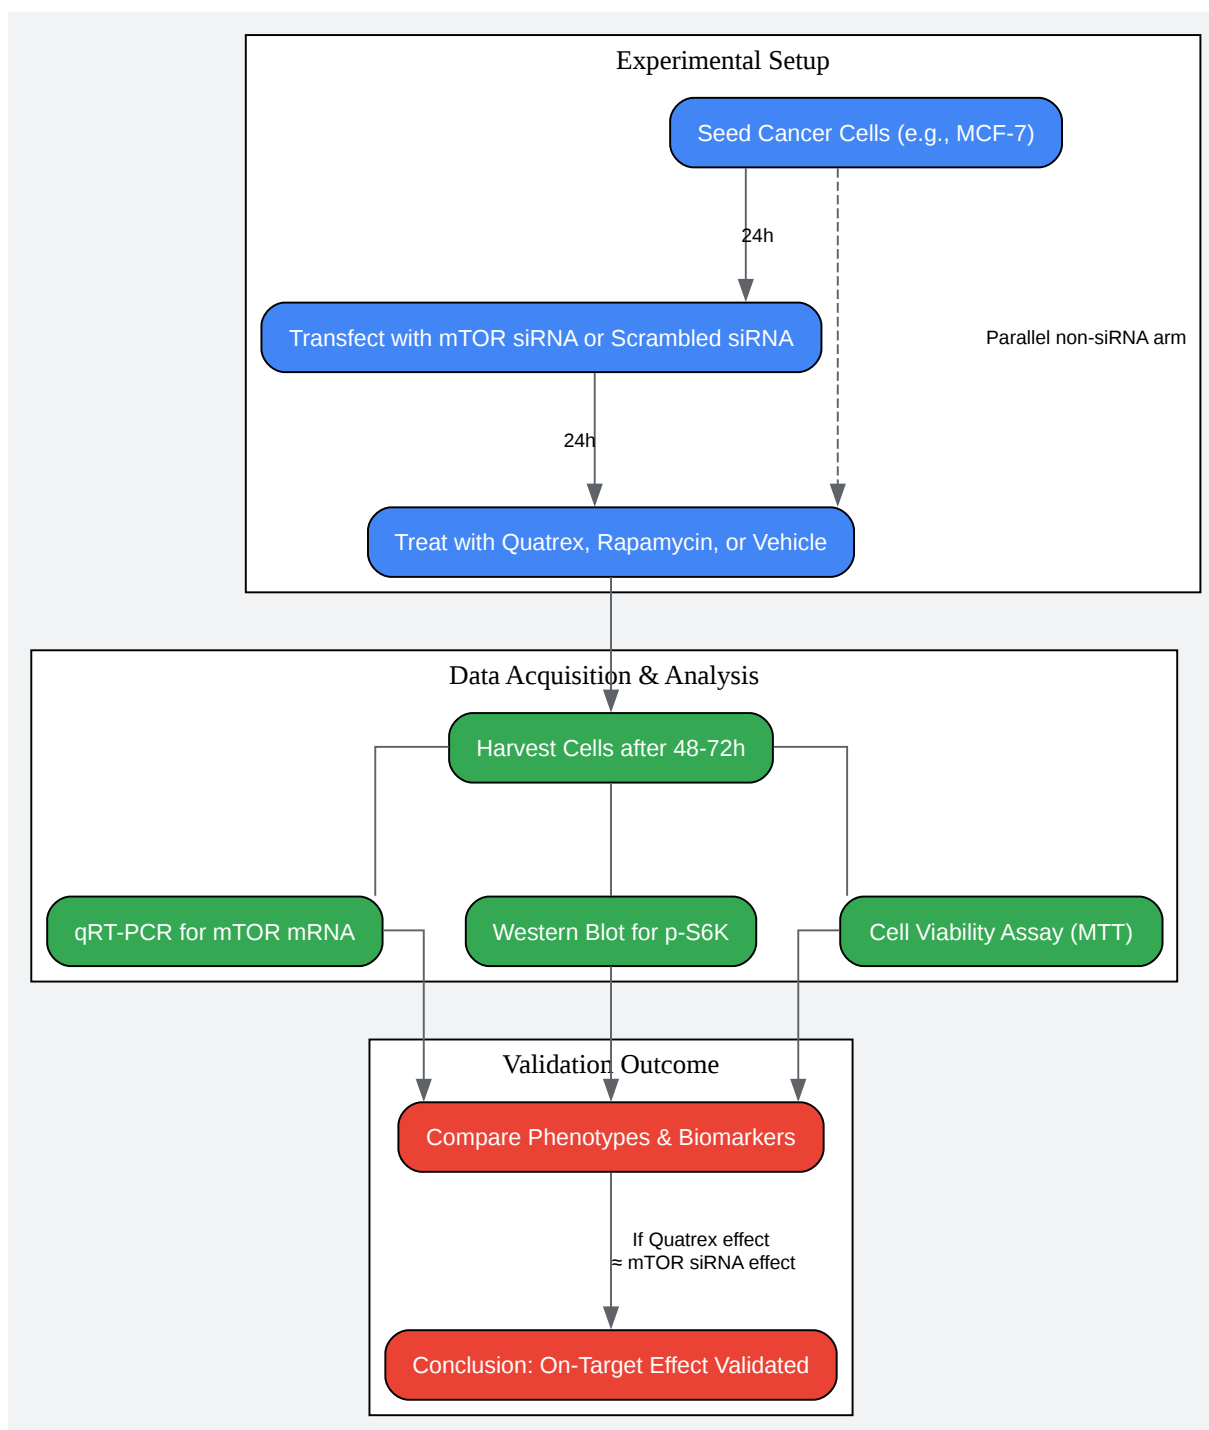 Experimental Setup
Seed Cancer Cells (e.g., MCF-7)
24h
Transfect with mTOR siRNA or Scrambled siRNA
Parallel non-siRNA arm
24h
Treat with Quatrex, Rapamycin, or Vehicle
Data Acquisition & Analysis
Harvest Cells after 48-72h
qRT-PCR for mTOR mRNA
Western Blot for p-S6K
Cell Viability Assay (MTT)
Validation Outcome
Compare Phenotypes & Biomarkers
If Quatrex effect
≈ mTOR siRNA effect
Conclusion: On-Target Effect Validated